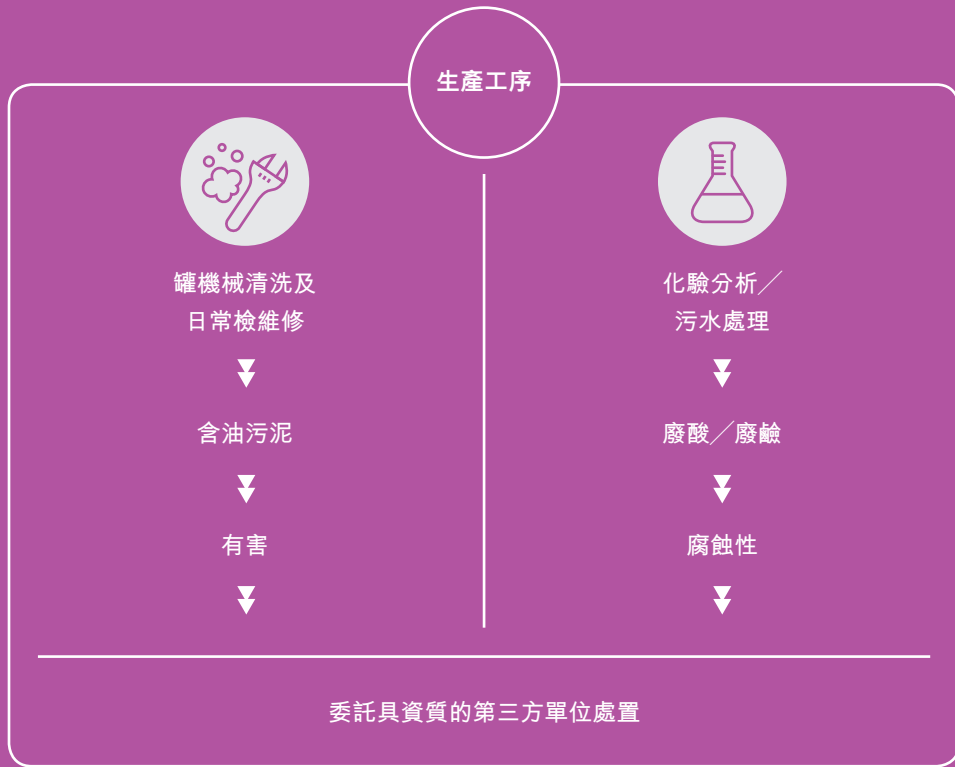 生產工序
罐機械清洗及
日常檢維修
含油污泥
有害
化驗分析／
污水處理
廢酸／廢鹼
腐蝕性
委託具資質的第三方單位處置